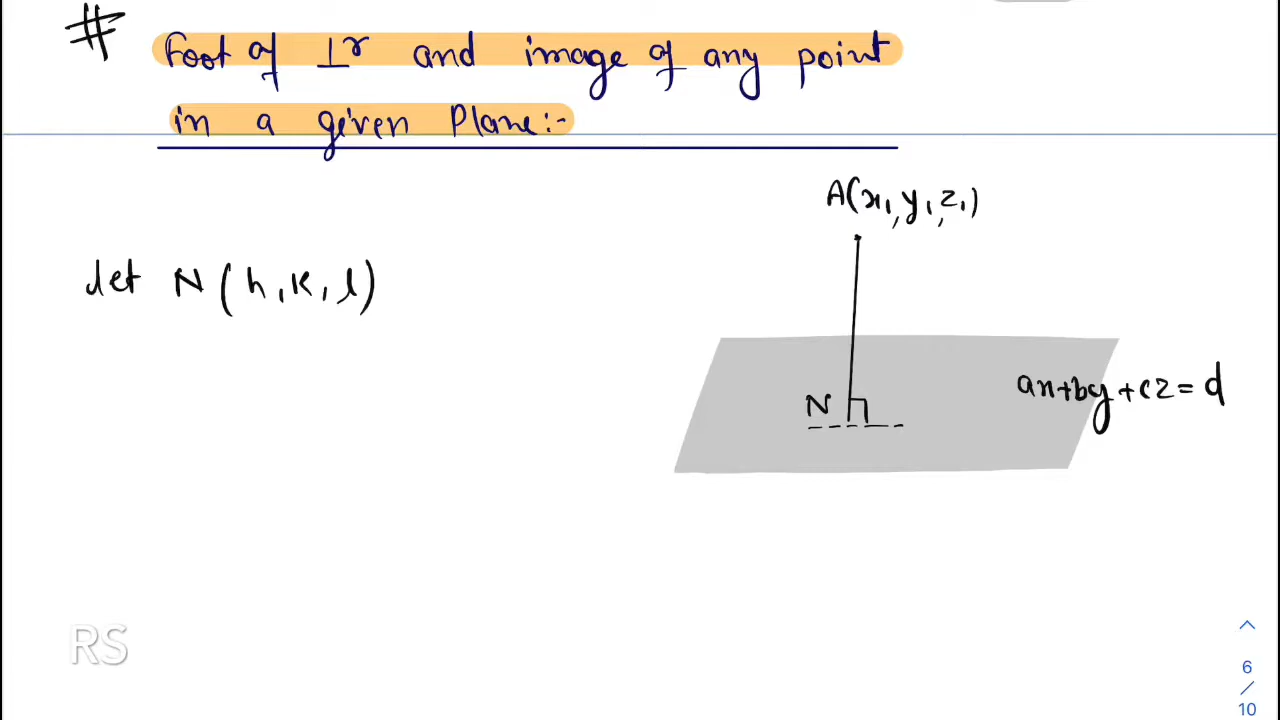 #
Foot of ⊥r and image of any point
in a given Plane:-
A(x₁, y₁, z₁)
let N(h, k, l)
ax+by+cz=d
N
RS
6
/
10